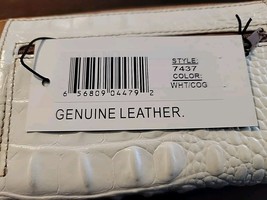 STYLE:
7437
COLOR:
WHT/COG
6 56809 04479 2
GENUINE LEATHER.